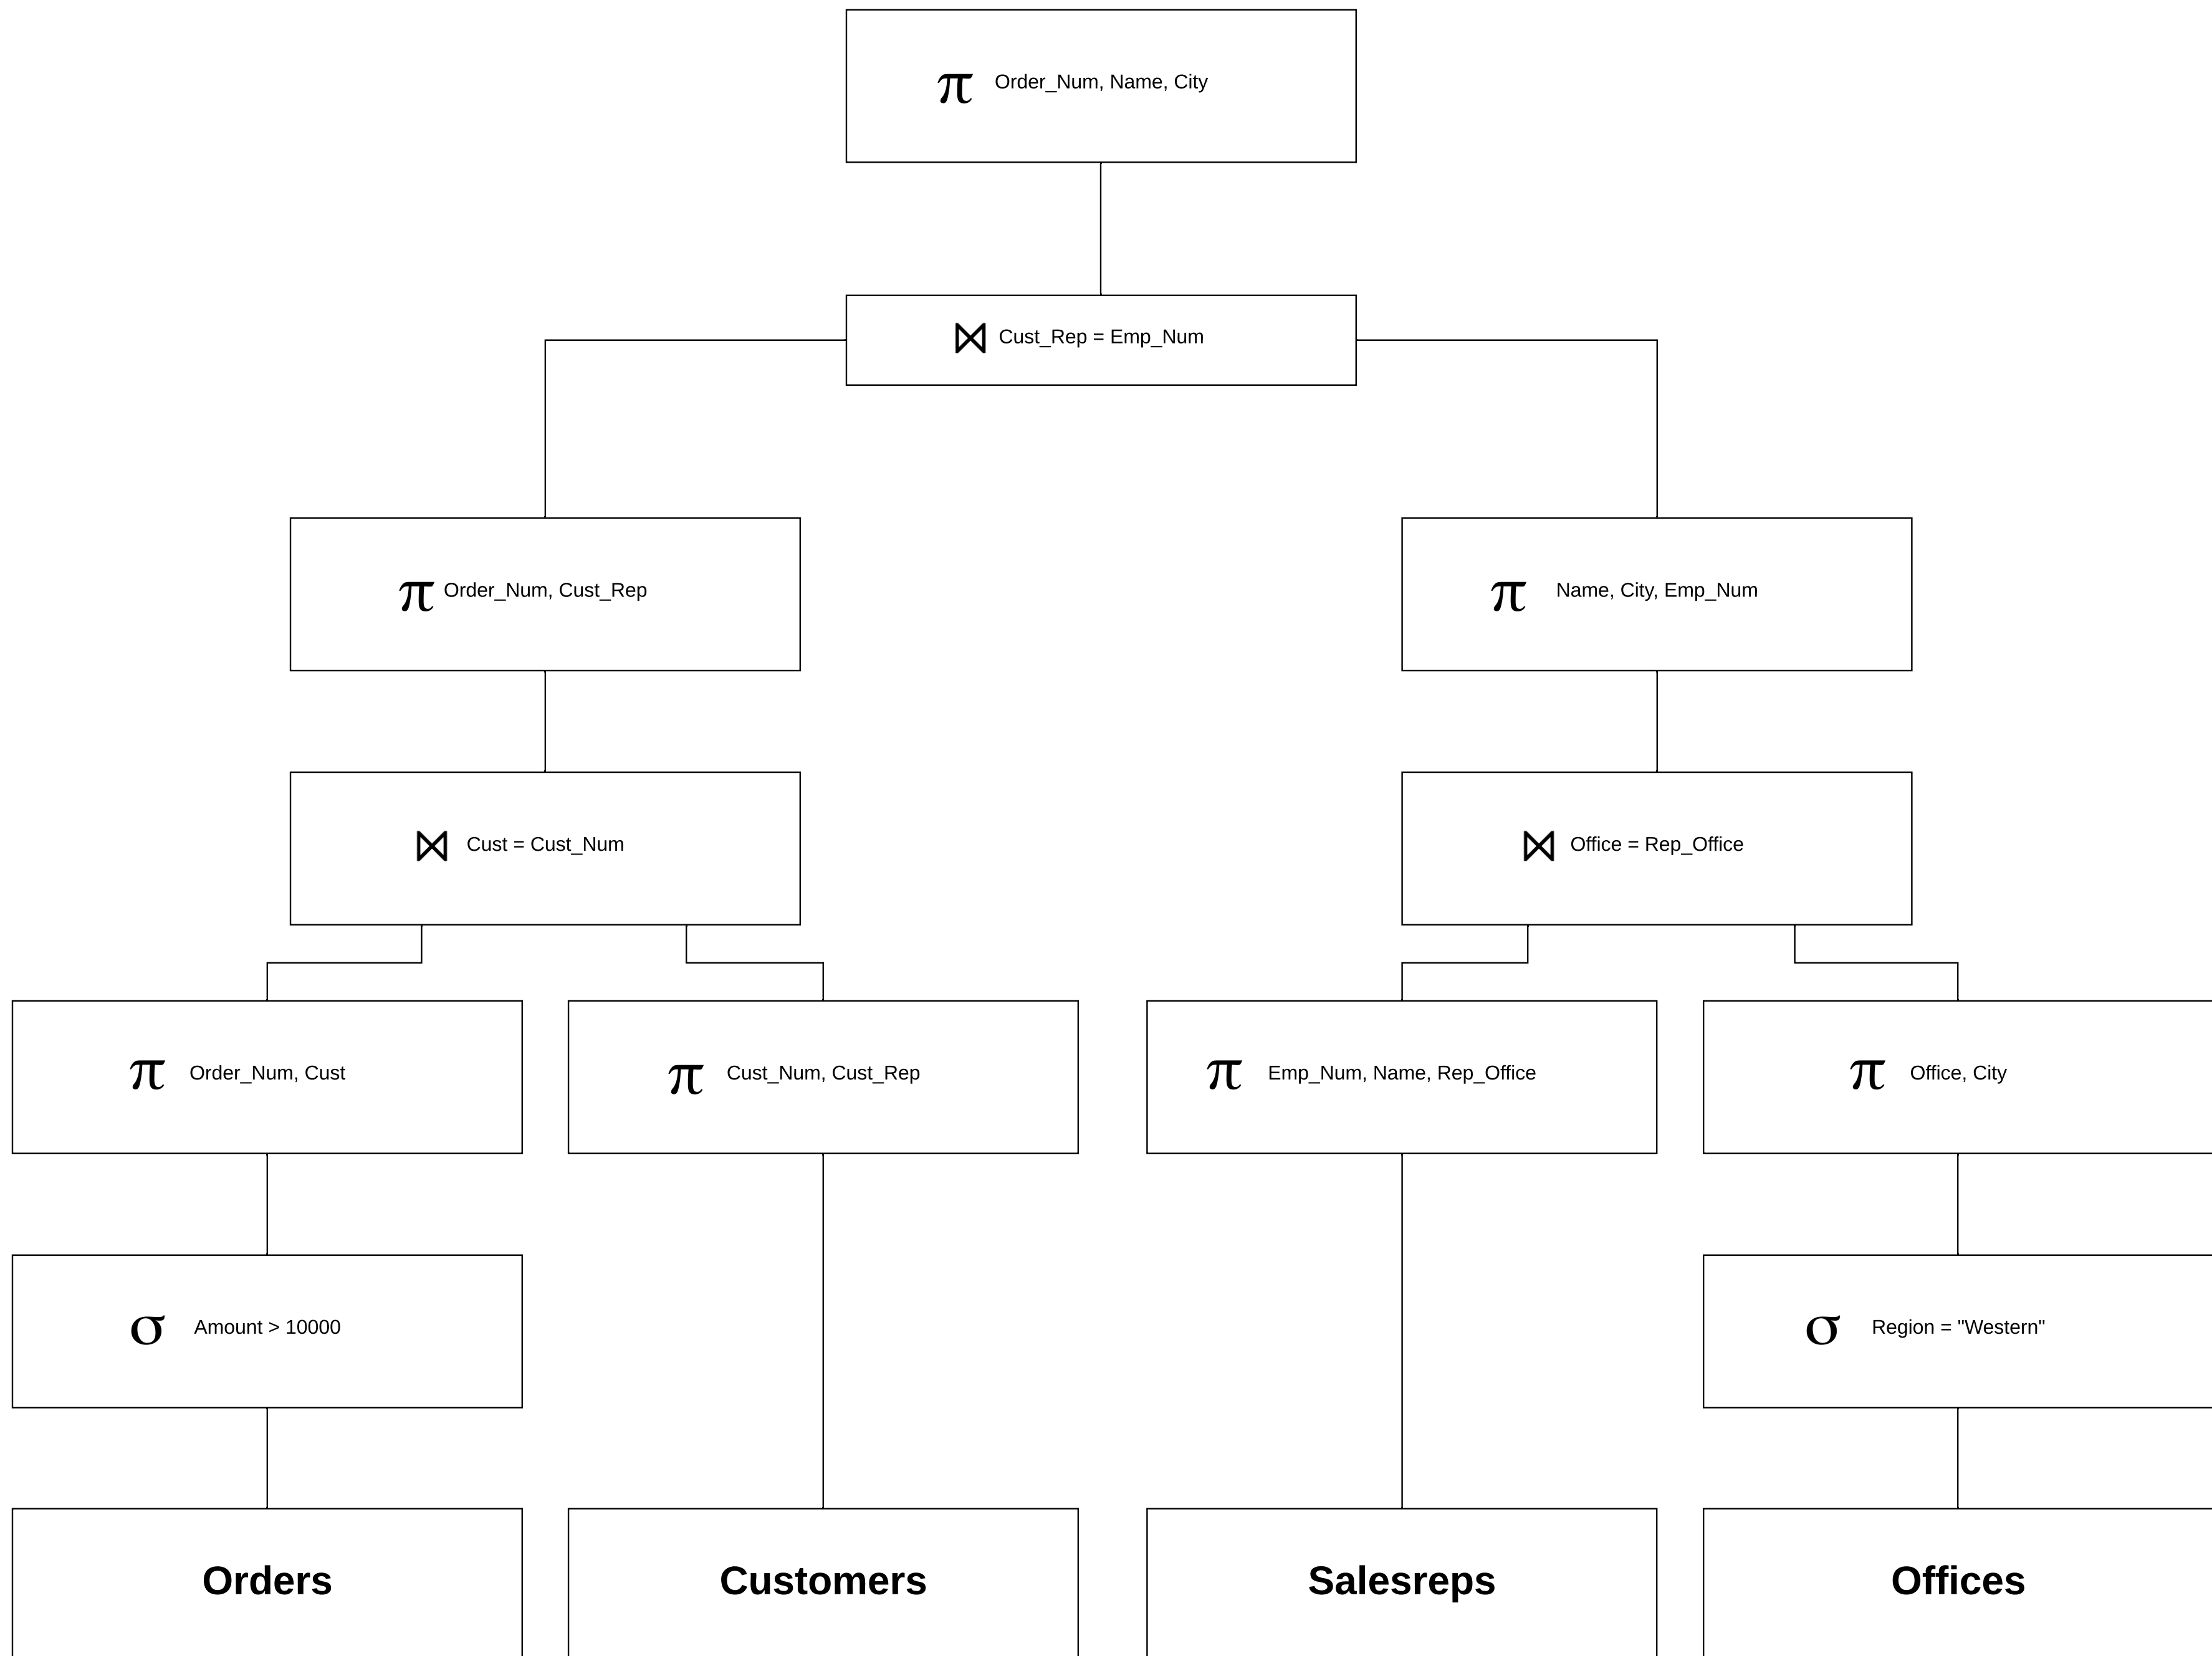 π Order_Num, Name, City
⋈ Cust_Rep = Emp_Num
π Order_Num, Cust_Rep
π Name, City, Emp_Num
⋈ Cust = Cust_Num
⋈ Office = Rep_Office
π Order_Num, Cust
π Cust_Num, Cust_Rep
π Emp_Num, Name, Rep_Office
π Office, City
σ Amount > 10000
σ Region = "Western"
Orders
Customers
Salesreps
Offices